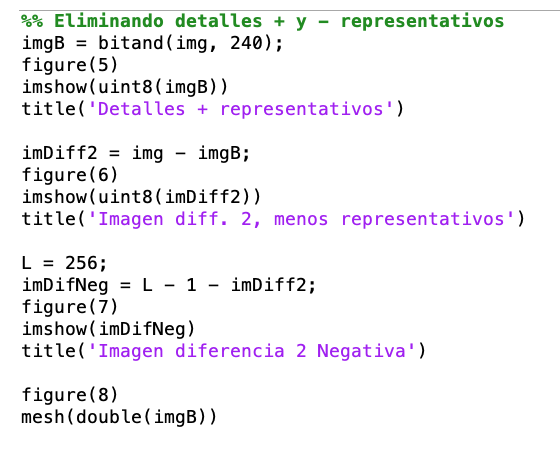 %% Eliminando detalles + y - representativos
imgB = bitand(img, 240);
figure(5)
imshow(uint8(imgB))
title('Detalles + representativos')

imDiff2 = img - imgB;
figure(6)
imshow(uint8(imDiff2))
title('Imagen diff. 2, menos representativos')

L = 256;
imDifNeg = L - 1 - imDiff2;
figure(7)
imshow(imDifNeg)
title('Imagen diferencia 2 Negativa')

figure(8)
mesh(double(imgB))